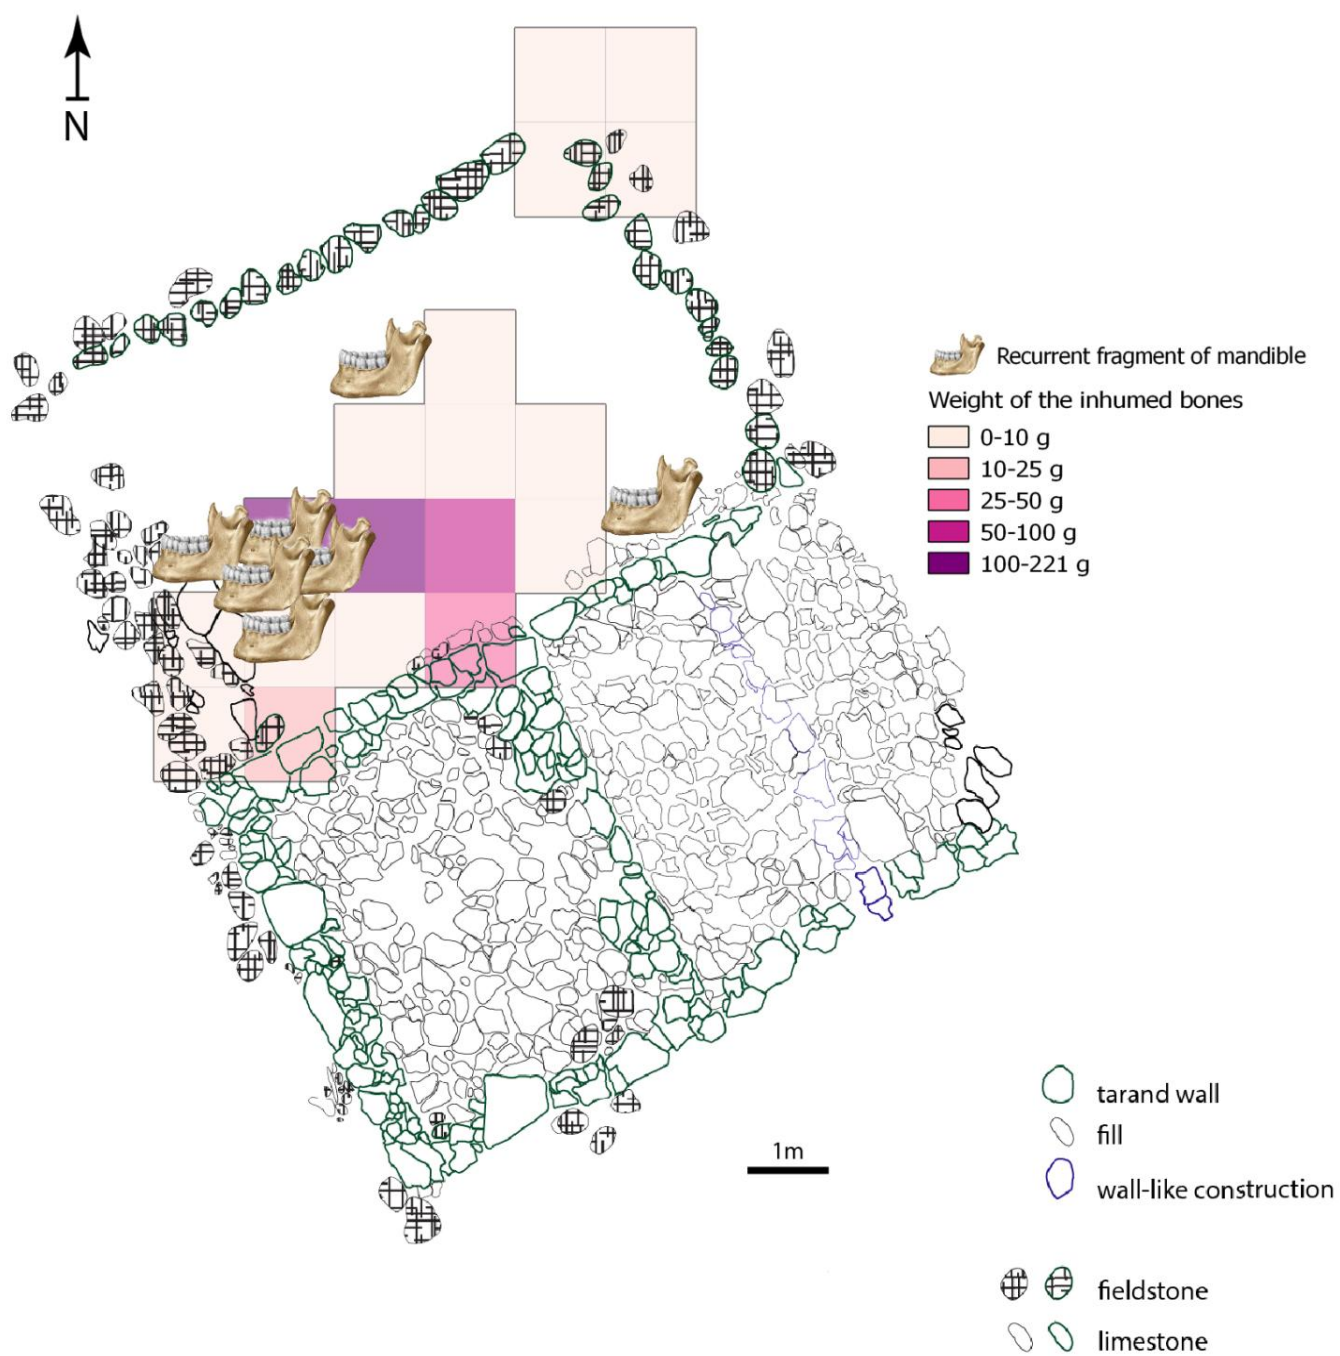 N
Recurrent fragment of mandible
Weight of the inhumed bones
0-10 g
10-25 g
25-50 g
50-100 g
100-221 g
1m
tarand wall
fill
wall-like construction
fieldstone
limestone